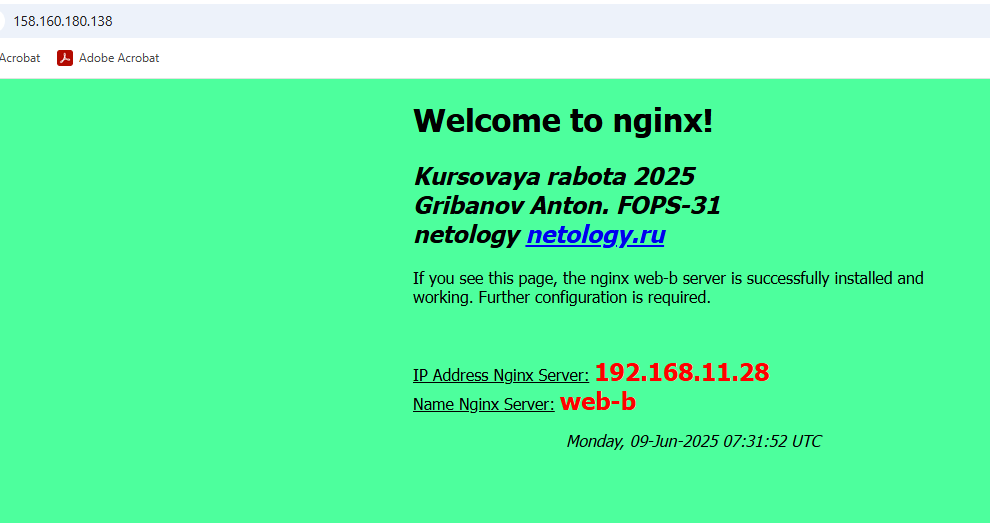 158.160.180.138
Acrobat Adobe Acrobat
Welcome to nginx!
Kursovaya rabota 2025
Gribanov Anton. FOPS-31
netology netology.ru
If you see this page, the nginx web-b server is successfully installed and
working. Further configuration is required.
IP Address Nginx Server: 192.168.11.28
Name Nginx Server: web-b
Monday, 09-Jun-2025 07:31:52 UTC